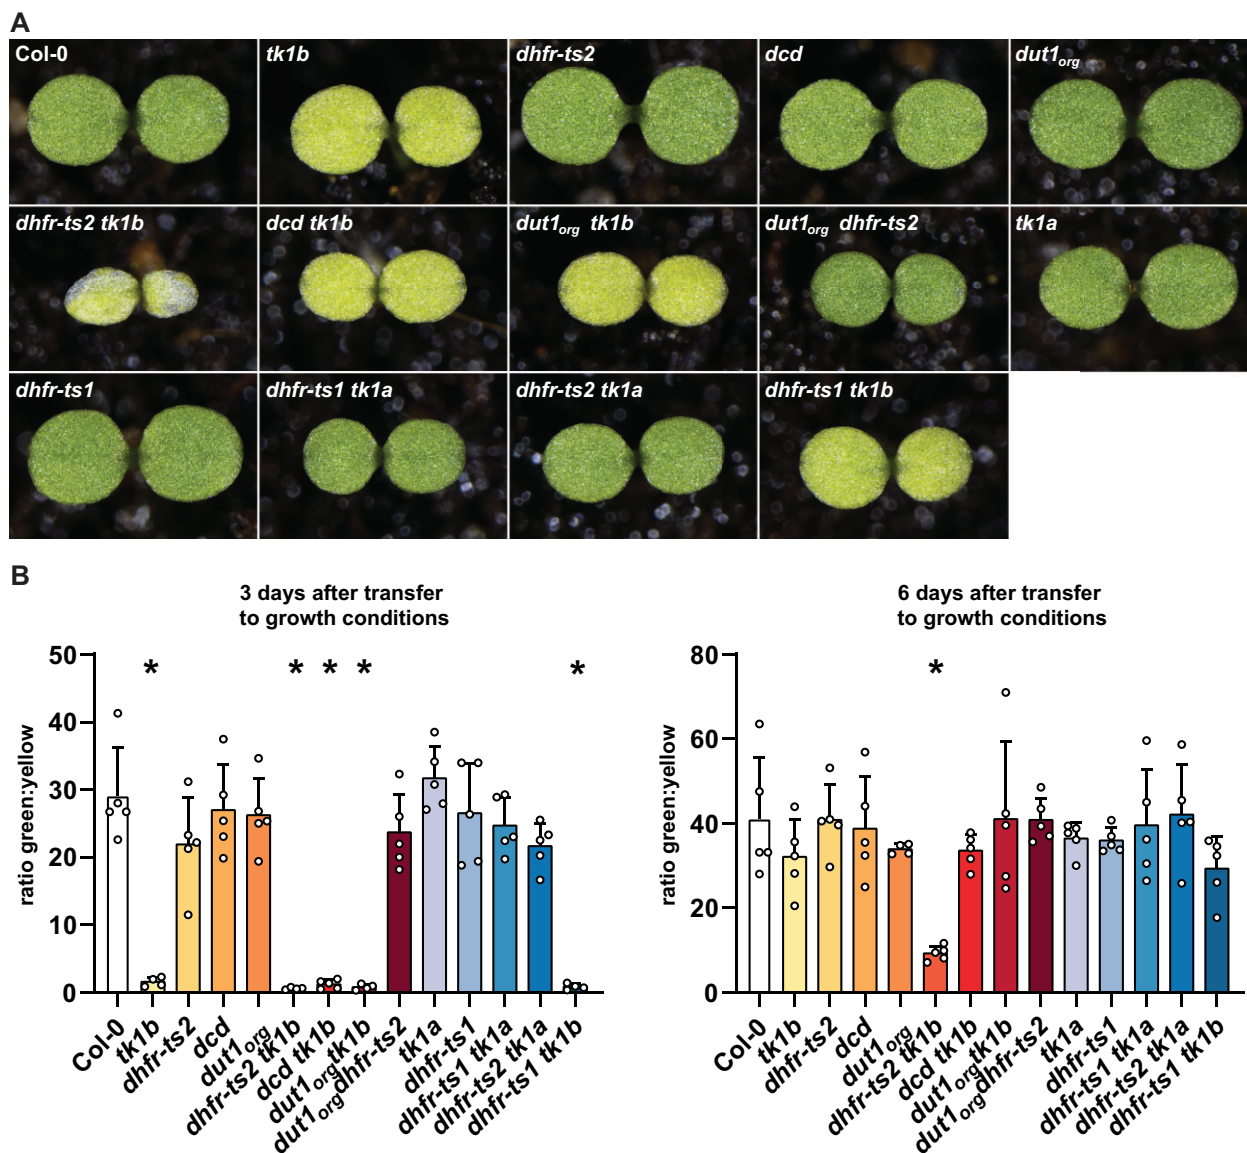 A
Col-0
tk1b
dhfr-ts2
dcd
dut1org
dhfr-ts2 tk1b
dcd tk1b
dut1org tk1b
dut1org dhfr-ts2
tk1a
dhfr-ts1
dhfr-ts1 tk1a
dhfr-ts2 tk1a
dhfr-ts1 tk1b
B
3 days after transfer
to growth conditions
ratio green:yellow
50
40
30
20
10
0
* * * * *
Col-0
tk1b
dhfr-ts2
dcd
dut1org
dhfr-ts2 tk1b
dcd tk1b
dut1org tk1b
dut1org dhfr-ts2
tk1a
dhfr-ts1
dhfr-ts1 tk1a
dhfr-ts2 tk1a
dhfr-ts1 tk1b
6 days after transfer
to growth conditions
ratio green:yellow
80
60
40
20
0
*
Col-0
tk1b
dhfr-ts2
dcd
dut1org
dhfr-ts2 tk1b
dcd tk1b
dut1org tk1b
dut1org dhfr-ts2
tk1a
dhfr-ts1
dhfr-ts1 tk1a
dhfr-ts2 tk1a
dhfr-ts1 tk1b